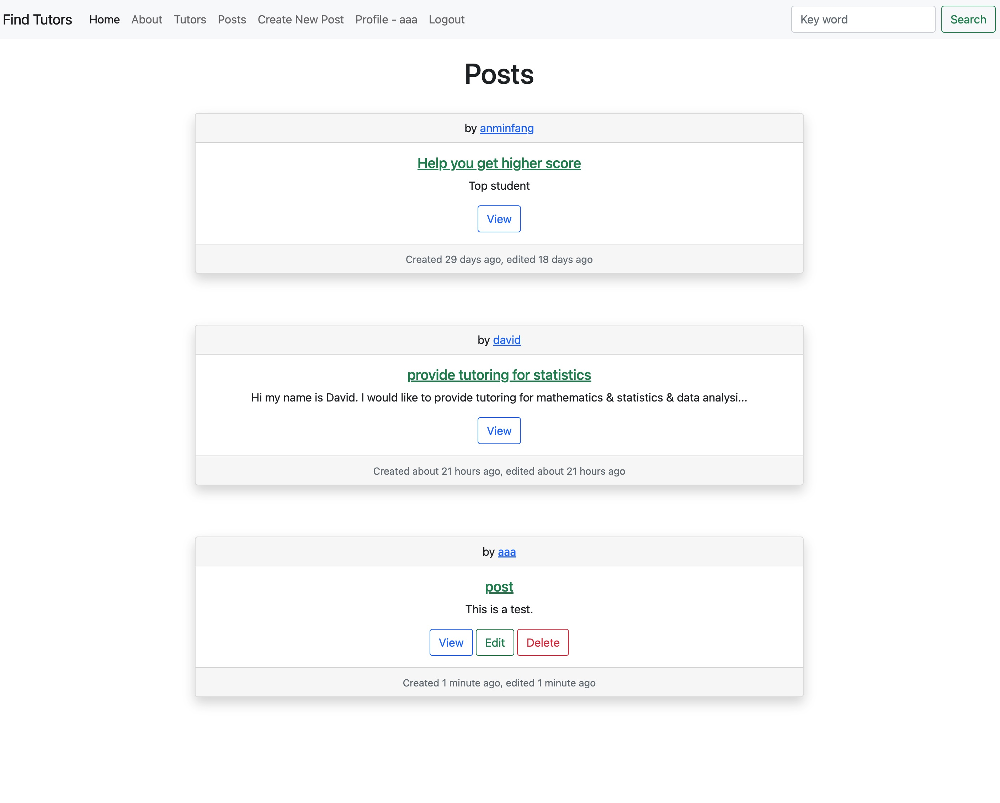 Find Tutors Home About Tutors Posts Create New Post Profile - aaa Logout Key word Search
Posts
by anminfang
Help you get higher score
Top student
View
Created 29 days ago, edited 18 days ago
by david
provide tutoring for statistics
Hi my name is David. I would like to provide tutoring for mathematics & statistics & data analysi...
View
Created about 21 hours ago, edited about 21 hours ago
by aaa
post
This is a test.
View Edit Delete
Created 1 minute ago, edited 1 minute ago